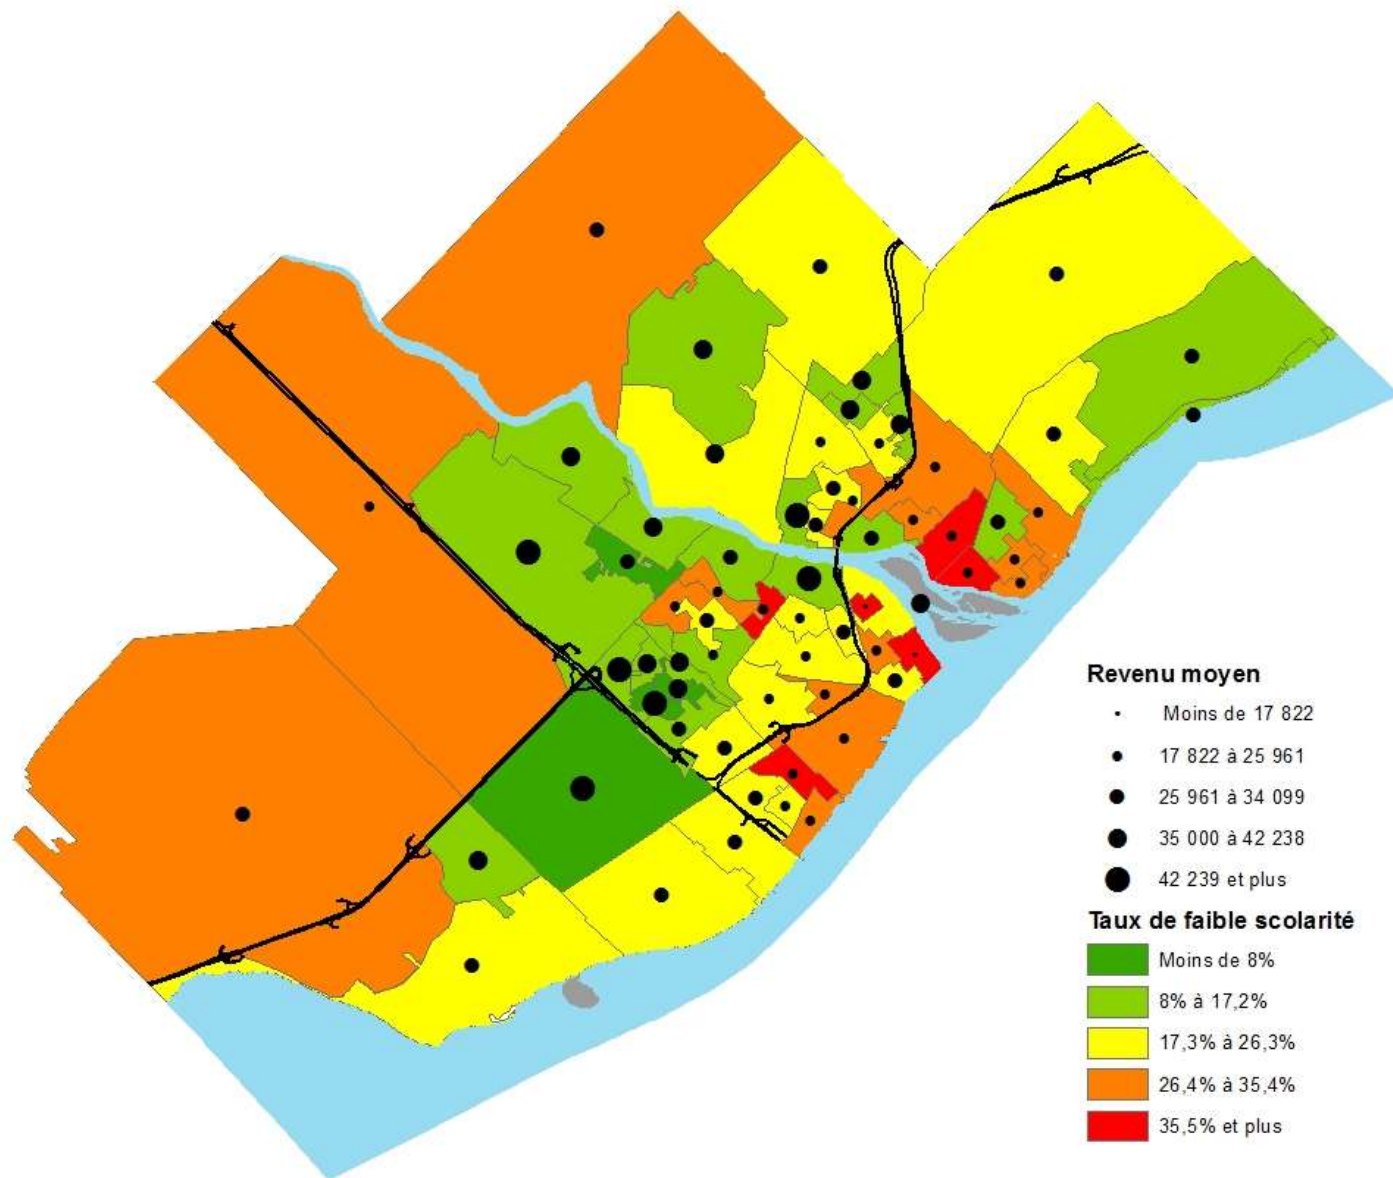 Revenu moyen
Moins de 17 822
17 822 à 25 961
25 961 à 34 099
35 000 à 42 238
42 239 et plus
Taux de faible scolarité
Moins de 8%
8% à 17,2%
17,3% à 26,3%
26,4% à 35,4%
35,5% et plus